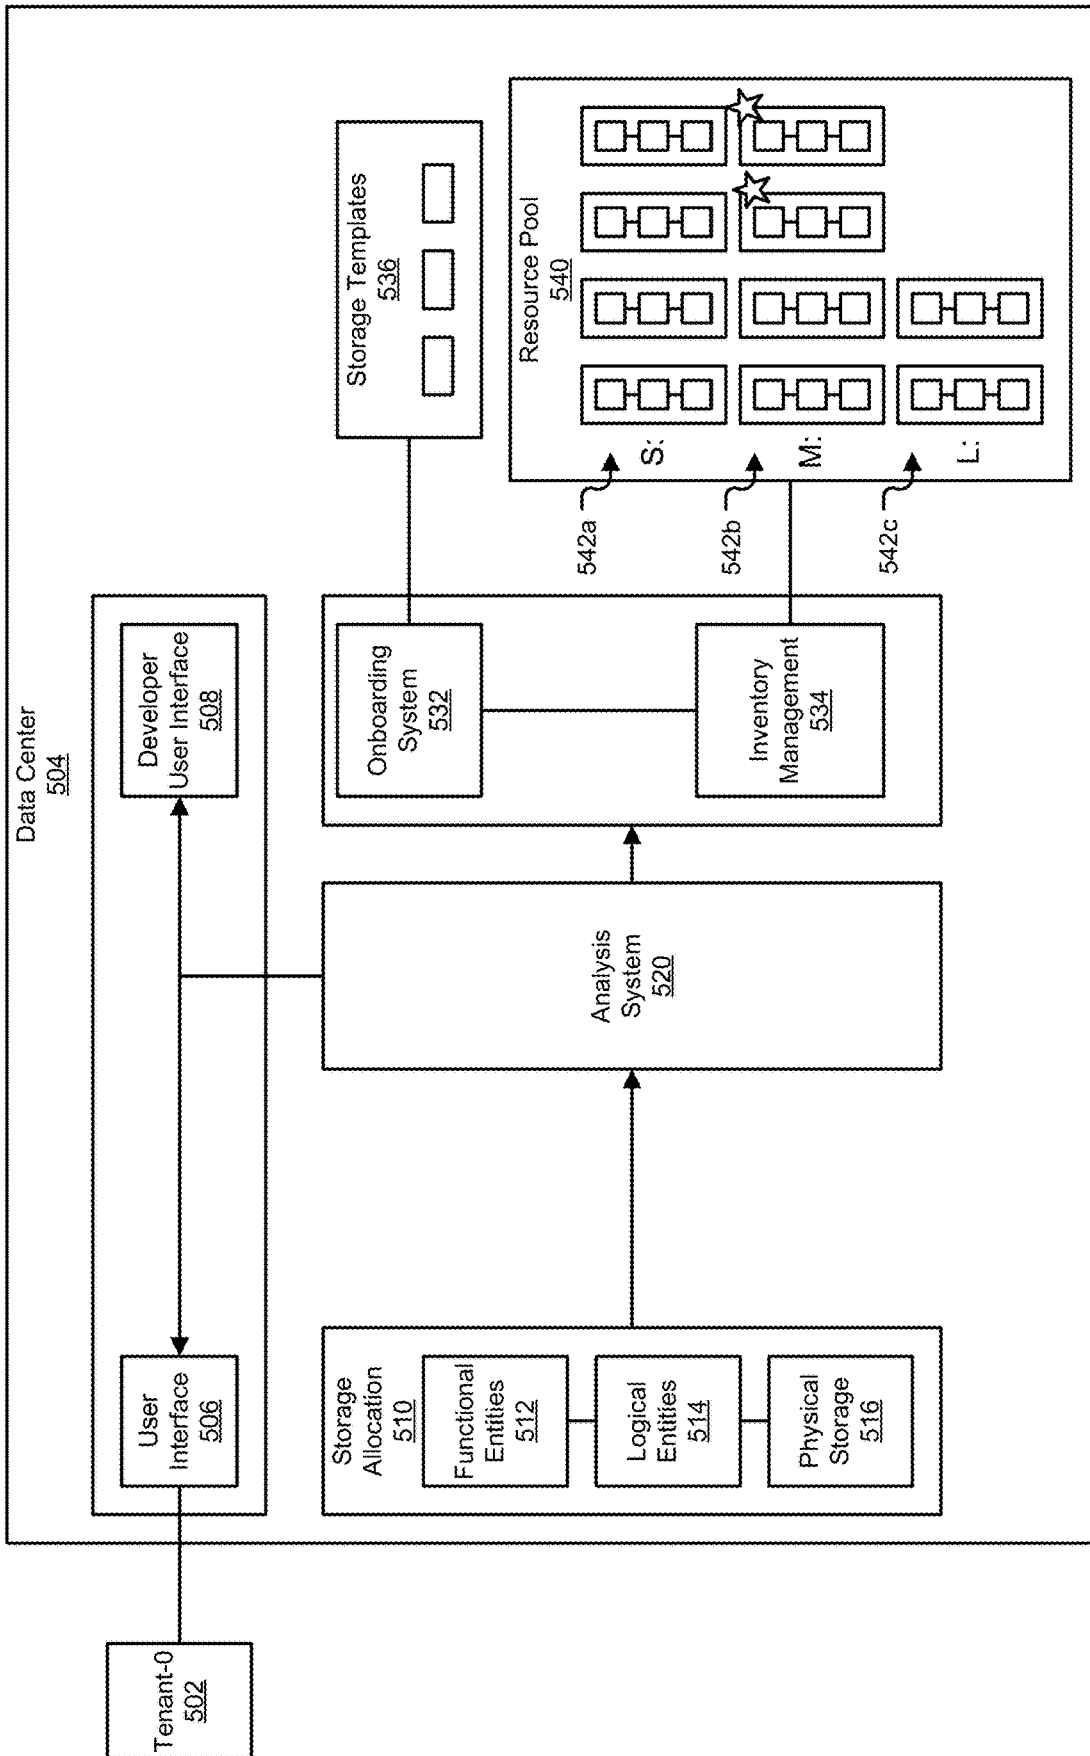 Data Center
504
Tenant-0
502
User
Interface
506
Developer
User Interface
508
Storage
Allocation
510
Functional
Entities
512
Logical
Entities
514
Physical
Storage
516
Analysis
System
520
Onboarding
System
532
Inventory
Management
534
Storage Templates
536
Resource Pool
540
542a
S:
542b
M:
542c
L: